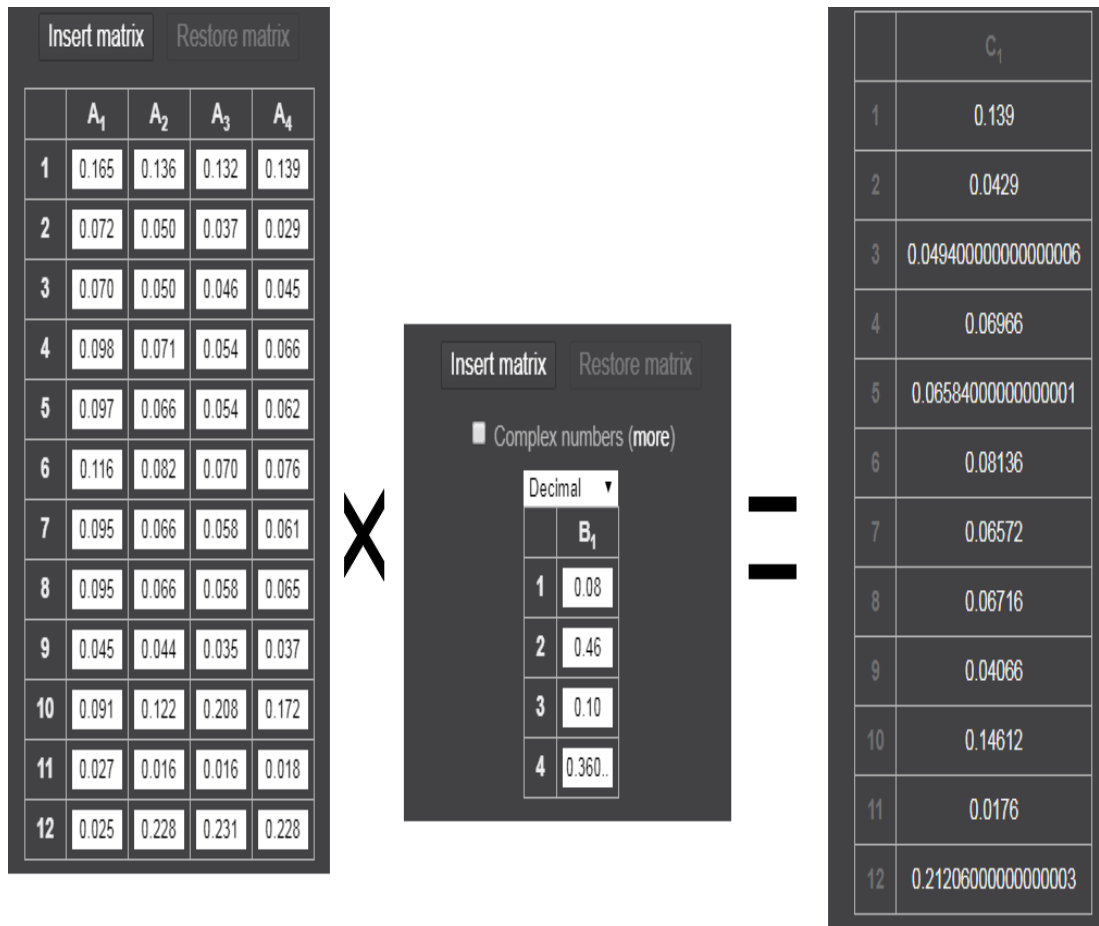 Insert matrix Restore matrix
A1 A2 A3 A4
1 0.165 0.136 0.132 0.139
2 0.072 0.050 0.037 0.029
3 0.070 0.050 0.046 0.045
4 0.098 0.071 0.054 0.066
5 0.097 0.066 0.054 0.062
6 0.116 0.082 0.070 0.076
7 0.095 0.066 0.058 0.061
8 0.095 0.066 0.058 0.065
9 0.045 0.044 0.035 0.037
10 0.091 0.122 0.208 0.172
11 0.027 0.016 0.016 0.018
12 0.025 0.228 0.231 0.228
x
Insert matrix Restore matrix
Complex numbers (more)
Decimal
B1
1 0.08
2 0.46
3 0.10
4 0.360..
=
C1
1 0.139
2 0.0429
3 0.049400000000000006
4 0.06966
5 0.06584000000000001
6 0.08136
7 0.06572
8 0.06716
9 0.04066
10 0.14612
11 0.0176
12 0.21206000000000003